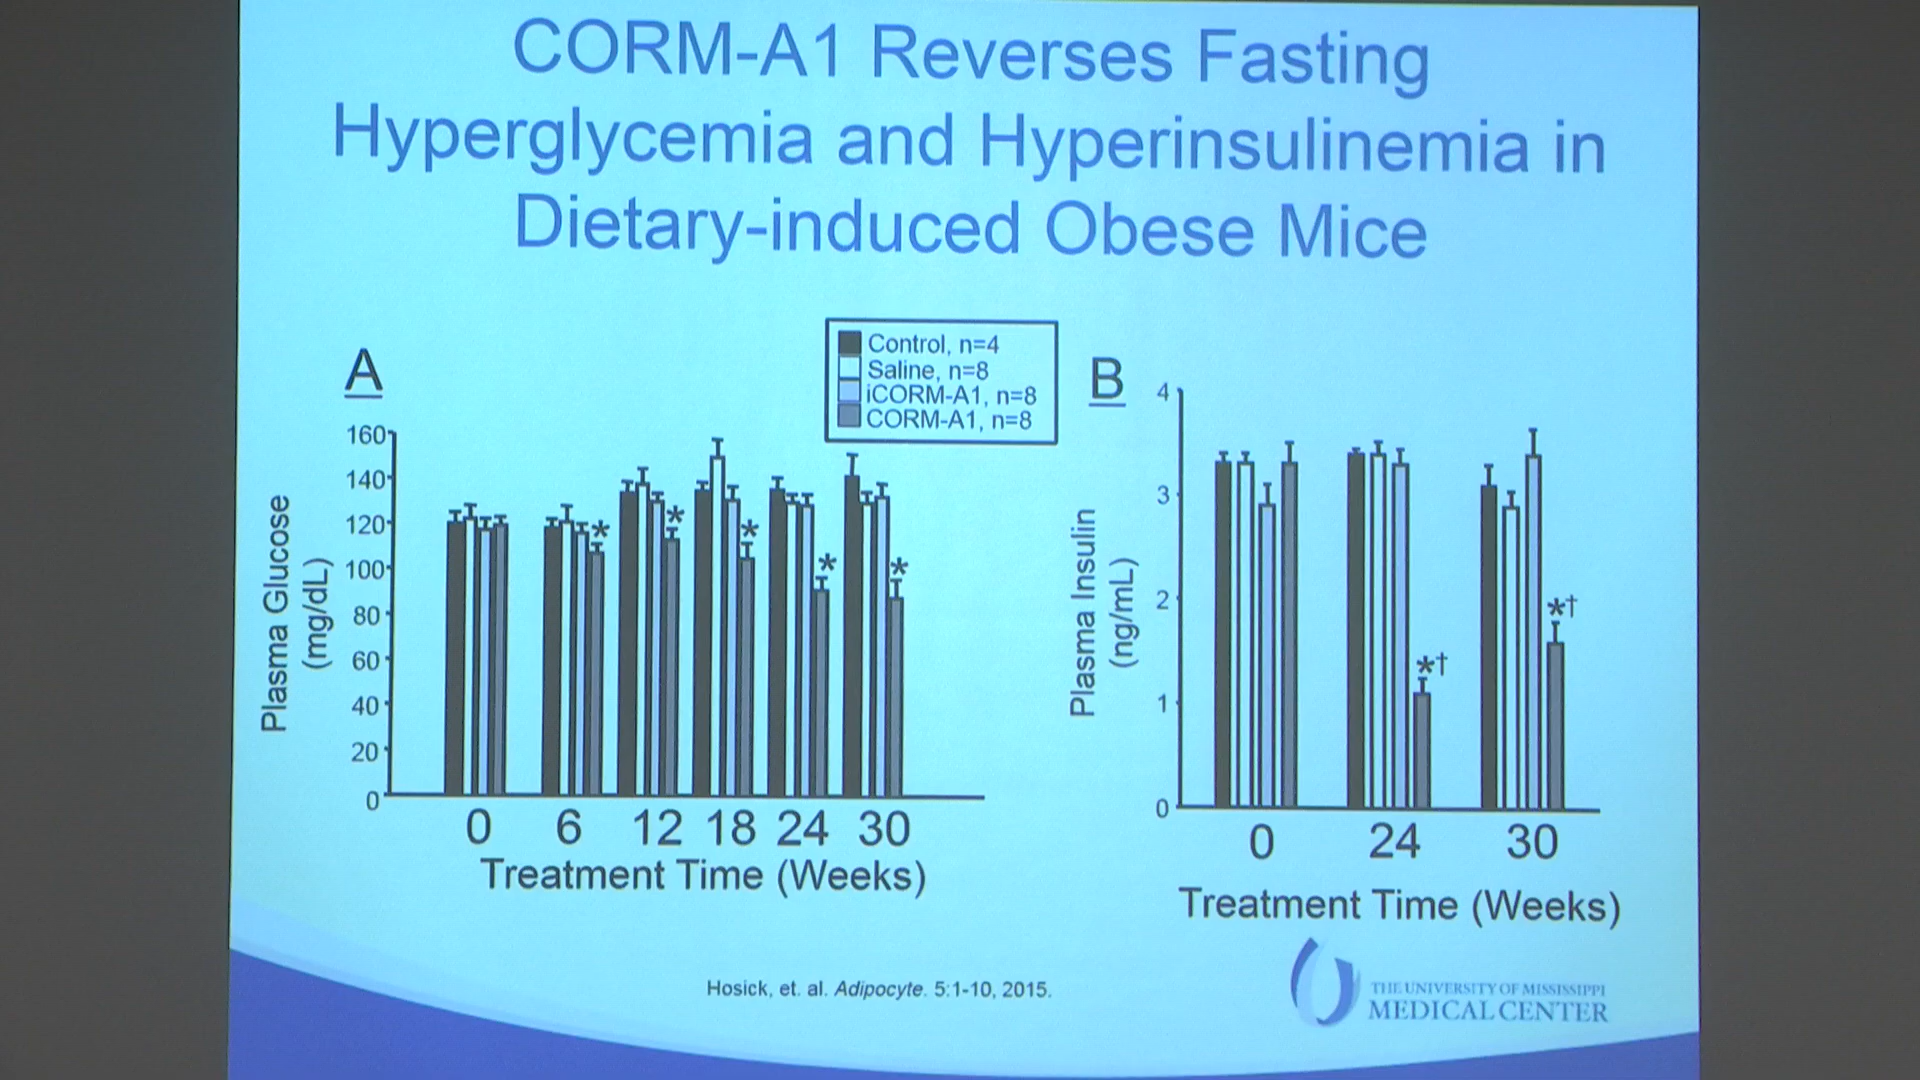 CORM-A1 Reverses Fasting
Hyperglycemia and Hyperinsulinemia in
Dietary-induced Obese Mice
Control, n=4
Saline, n=8
iCORM-A1, n=8
CORM-A1, n=8
A
Plasma Glucose
(mg/dL)
160
140
120
100
80
60
40
20
0
* * * * *
0 6 12 18 24 30
Treatment Time (Weeks)
B
Plasma Insulin
(ng/mL)
4
3
2
1
0
*† *†
0 24 30
Treatment Time (Weeks)
Hosick, et. al. Adipocyte. 5:1-10, 2015.
THE UNIVERSITY OF MISSISSIPPI
MEDICAL CENTER